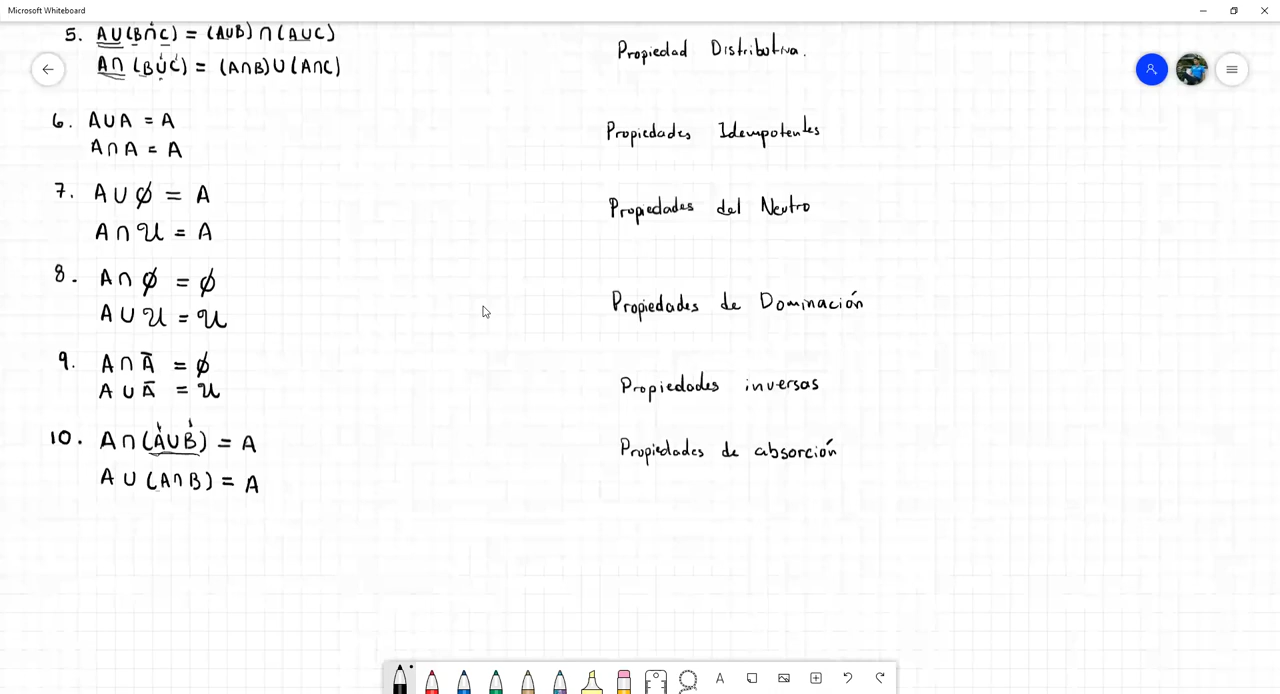 Microsoft Whiteboard
5. A∪(B∩C) = (A∪B)∩(A∪C)
Propiedad Distributiva.
A∩(B∪C) = (A∩B)∪(A∩C)
6. A∪A = A
Propiedades Idempotentes
A∩A = A
7. A∪∅ = A
Propiedades del Neutro
A∩U = A
8. A∩∅ = ∅
Propiedades de Dominación
A∪U = U
9. A∩Ā = ∅
Propiedades inversas
A∪Ā = U
10. A∩(A∪B) = A
Propiedades de absorción
A∪(A∩B) = A
A